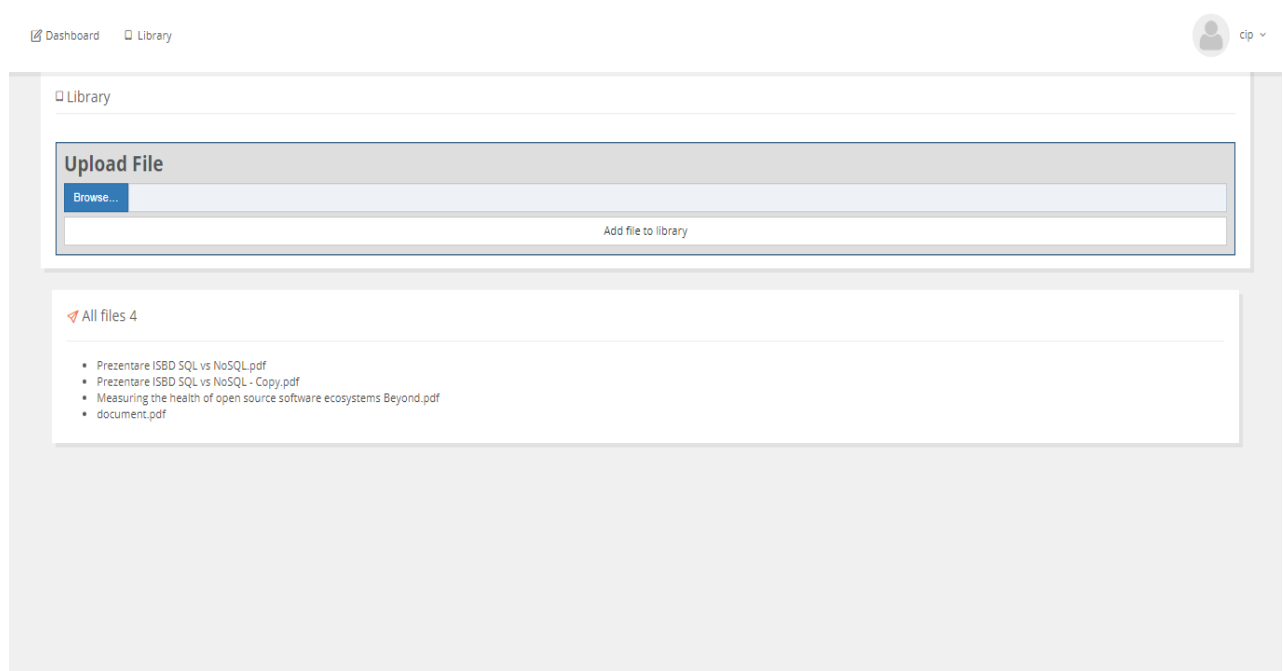 Dashboard Library cip
Library
Upload File
Browse...
Add file to library
All files 4
Prezentare ISBD SQL vs NoSQL.pdf
Prezentare ISBD SQL vs NoSQL - Copy.pdf
Measuring the health of open source software ecosystems Beyond.pdf
document.pdf